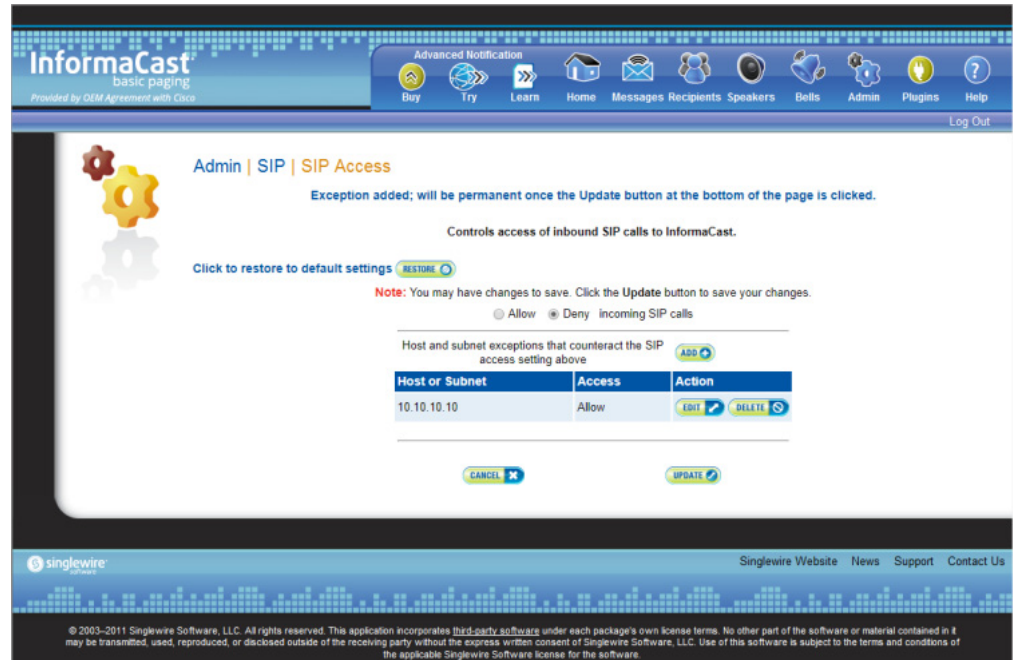 InformaCast
basic paging
Provided by OEM Agreement with Cisco
Advanced Notification
Buy Try Learn Home Messages Recipients Speakers Bells Admin Plugins Help
Log Out
Admin | SIP | SIP Access
Exception added; will be permanent once the Update button at the bottom of the page is clicked.
Controls access of inbound SIP calls to InformaCast.
Click to restore to default settings RESTORE
Note: You may have changes to save. Click the Update button to save your changes.
Allow Deny incoming SIP calls
Host and subnet exceptions that counteract the SIP
access setting above
ADD
Host or Subnet Access Action
10.10.10.10 Allow EDIT DELETE
CANCEL UPDATE
singlewire
software
Singlewire Website News Support Contact Us
© 2003–2011 Singlewire Software, LLC. All rights reserved. This application incorporates third-party software under each package's own license terms. No other part of the software or material contained in it
may be transmitted, used, reproduced, or disclosed outside of the receiving party without the express written consent of Singlewire Software, LLC. Use of this software is subject to the terms and conditions of
the applicable Singlewire Software license for the software.